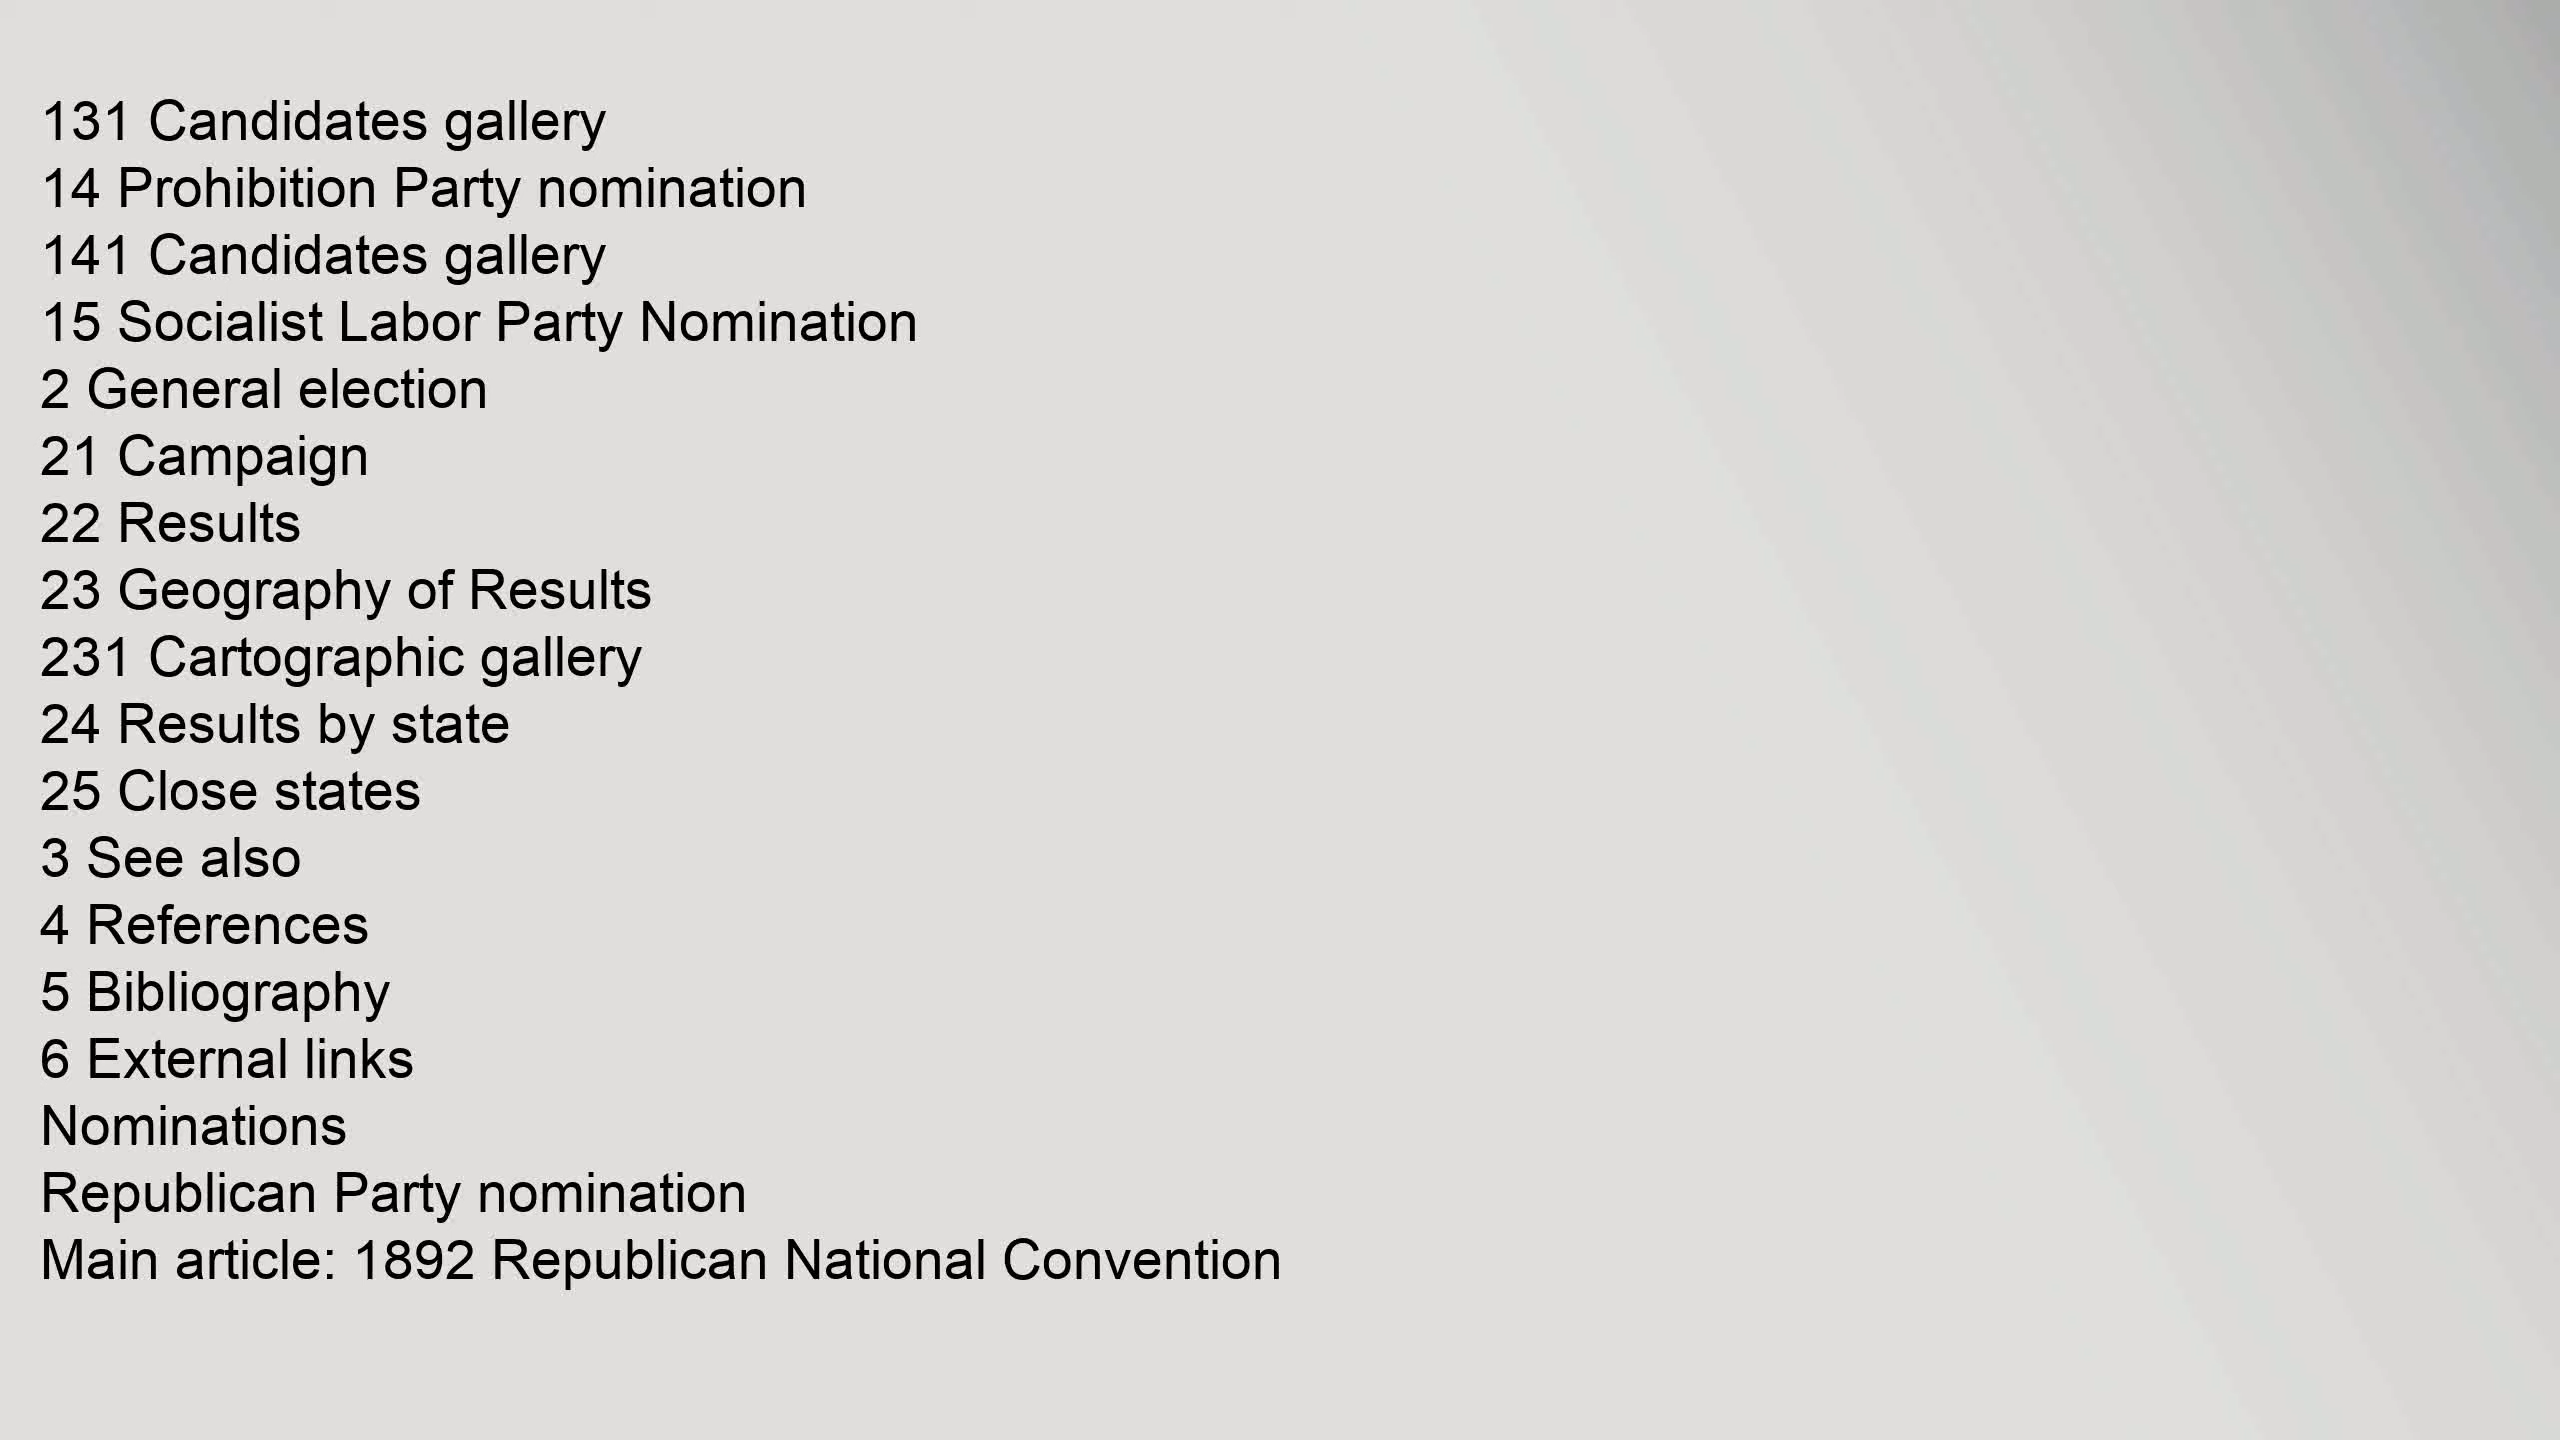 131 Candidates gallery
14 Prohibition Party nomination
141 Candidates gallery
15 Socialist Labor Party Nomination
2 General election
21 Campaign
22 Results
23 Geography of Results
231 Cartographic gallery
24 Results by state
25 Close states
3 See also
4 References
5 Bibliography
6 External links
Nominations
Republican Party nomination
Main article: 1892 Republican National Convention